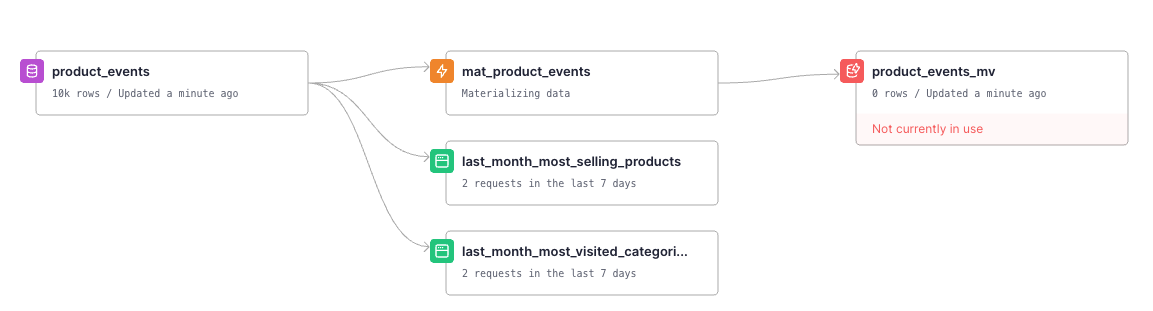 product_events
10k rows / Updated a minute ago
mat_product_events
Materializing data
last_month_most_selling_products
2 requests in the last 7 days
last_month_most_visited_categori...
2 requests in the last 7 days
product_events_mv
0 rows / Updated a minute ago
Not currently in use